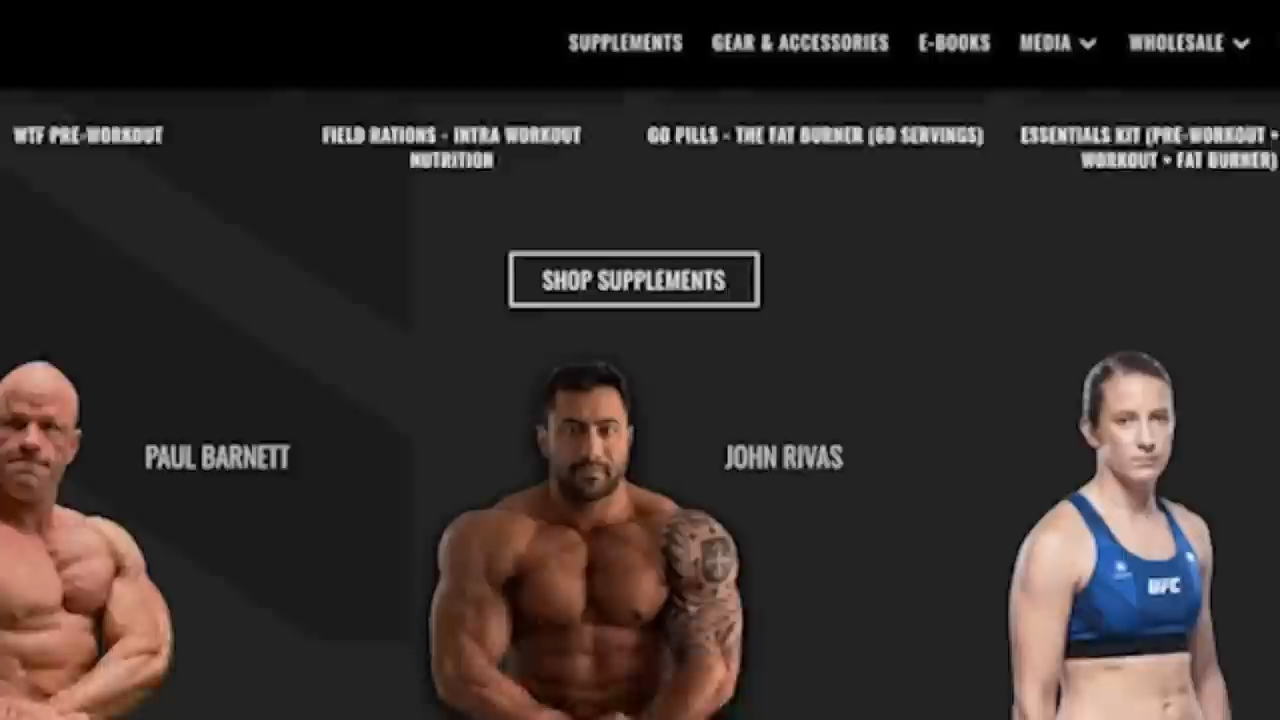 SUPPLEMENTS GEAR & ACCESSORIES E-BOOKS MEDIA WHOLESALE
WTF PRE-WORKOUT
FIELD RATIONS - INTRA WORKOUT
NUTRITION
GO PILLS - THE FAT BURNER (60 SERVINGS)
ESSENTIALS KIT (PRE-WORKOUT +
WORKOUT + FAT BURNER)
SHOP SUPPLEMENTS
PAUL BARNETT
JOHN RIVAS
UFC